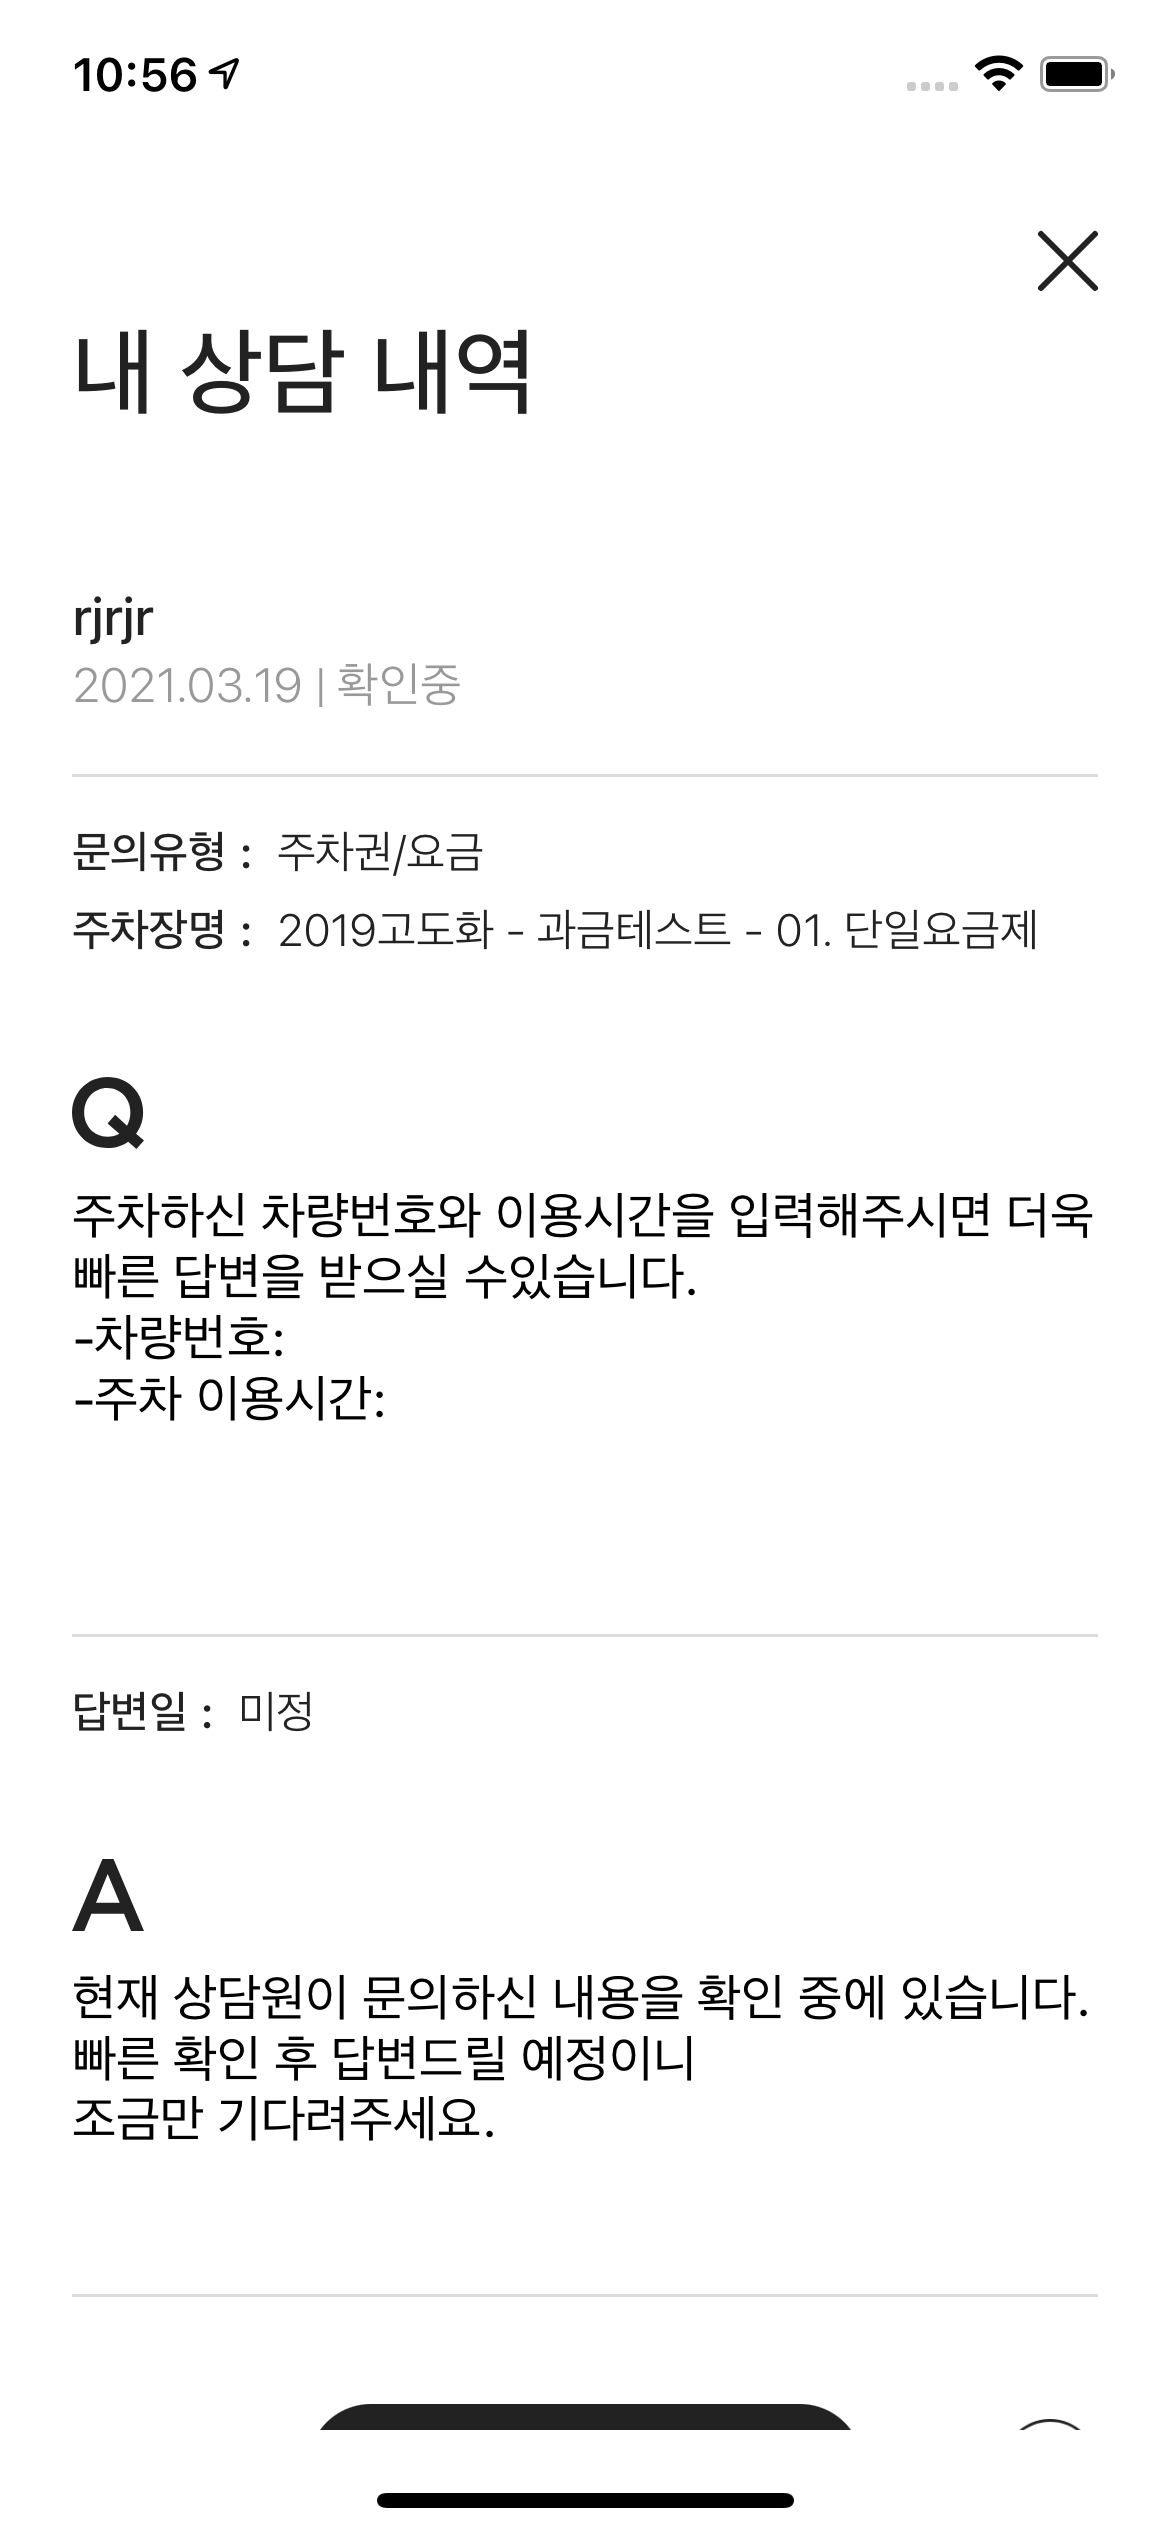 10:56
내 상담 내역
rjrjr
2021.03.19 | 확인중
문의유형 : 주차권/요금
주차장명 : 2019고도화 - 과금테스트 - 01. 단일요금제
Q
주차하신 차량번호와 이용시간을 입력해주시면 더욱
빠른 답변을 받으실 수있습니다.
-차량번호:
-주차 이용시간:
답변일 : 미정
A
현재 상담원이 문의하신 내용을 확인 중에 있습니다.
빠른 확인 후 답변드릴 예정이니
조금만 기다려주세요.